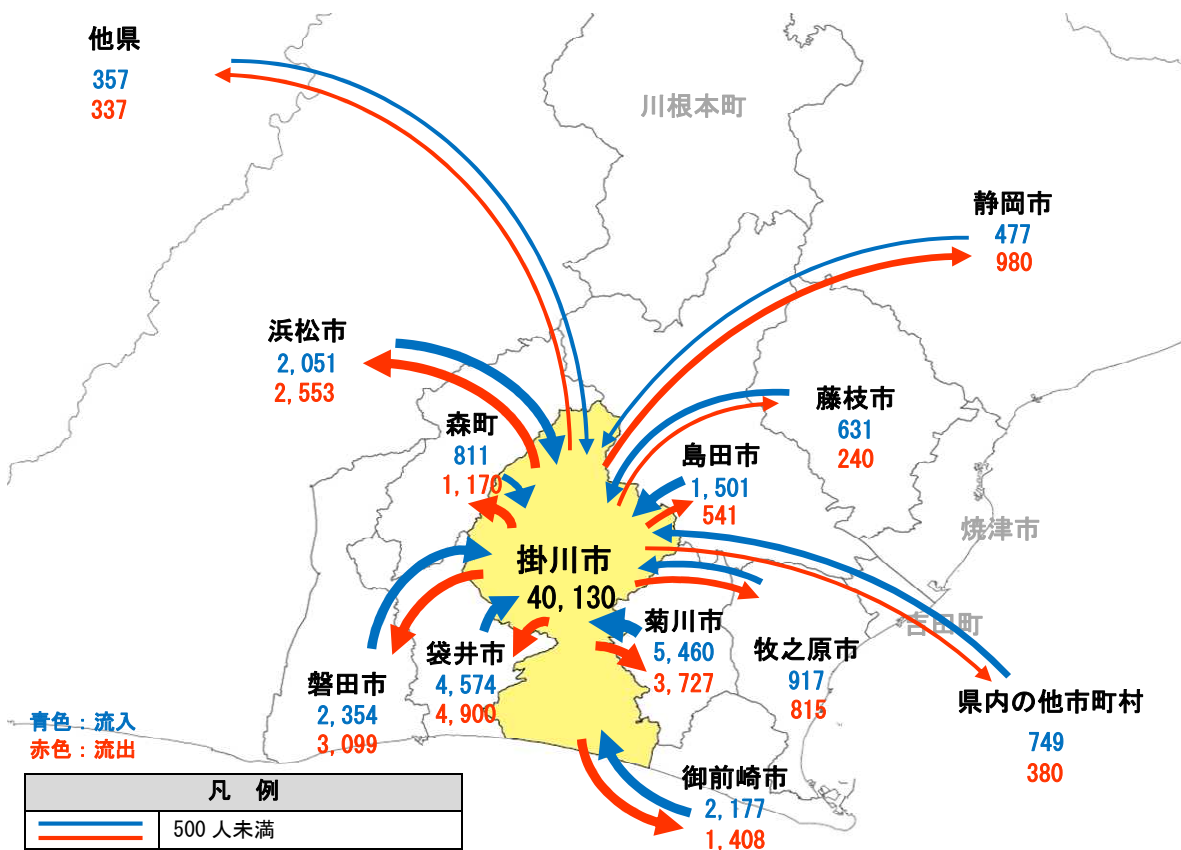 他県
357
337
川根本町
静岡市
477
980
浜松市
2,051
2,553
藤枝市
631
240
森町
811
1,170
島田市
1,501
541
焼津市
掛川市
40,130
吉田町
菊川市
5,460
3,727
牧之原市
917
815
袋井市
4,574
4,900
磐田市
2,354
3,099
県内の他市町村
749
380
青色：流入
赤色：流出
御前崎市
2,177
1,408
凡 例
500 人未満